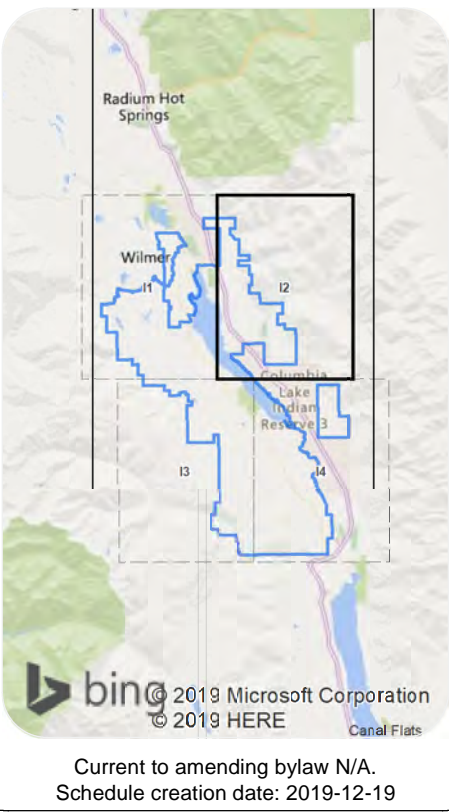 Radium Hot
Springs
Wilmer
I1
I2
Columbia
Lake
Indian
Reserve 3
I3
I4
bing
© 2019 Microsoft Corporation
© 2019 HERE
Canal Flats
Current to amending bylaw N/A.
Schedule creation date: 2019-12-19